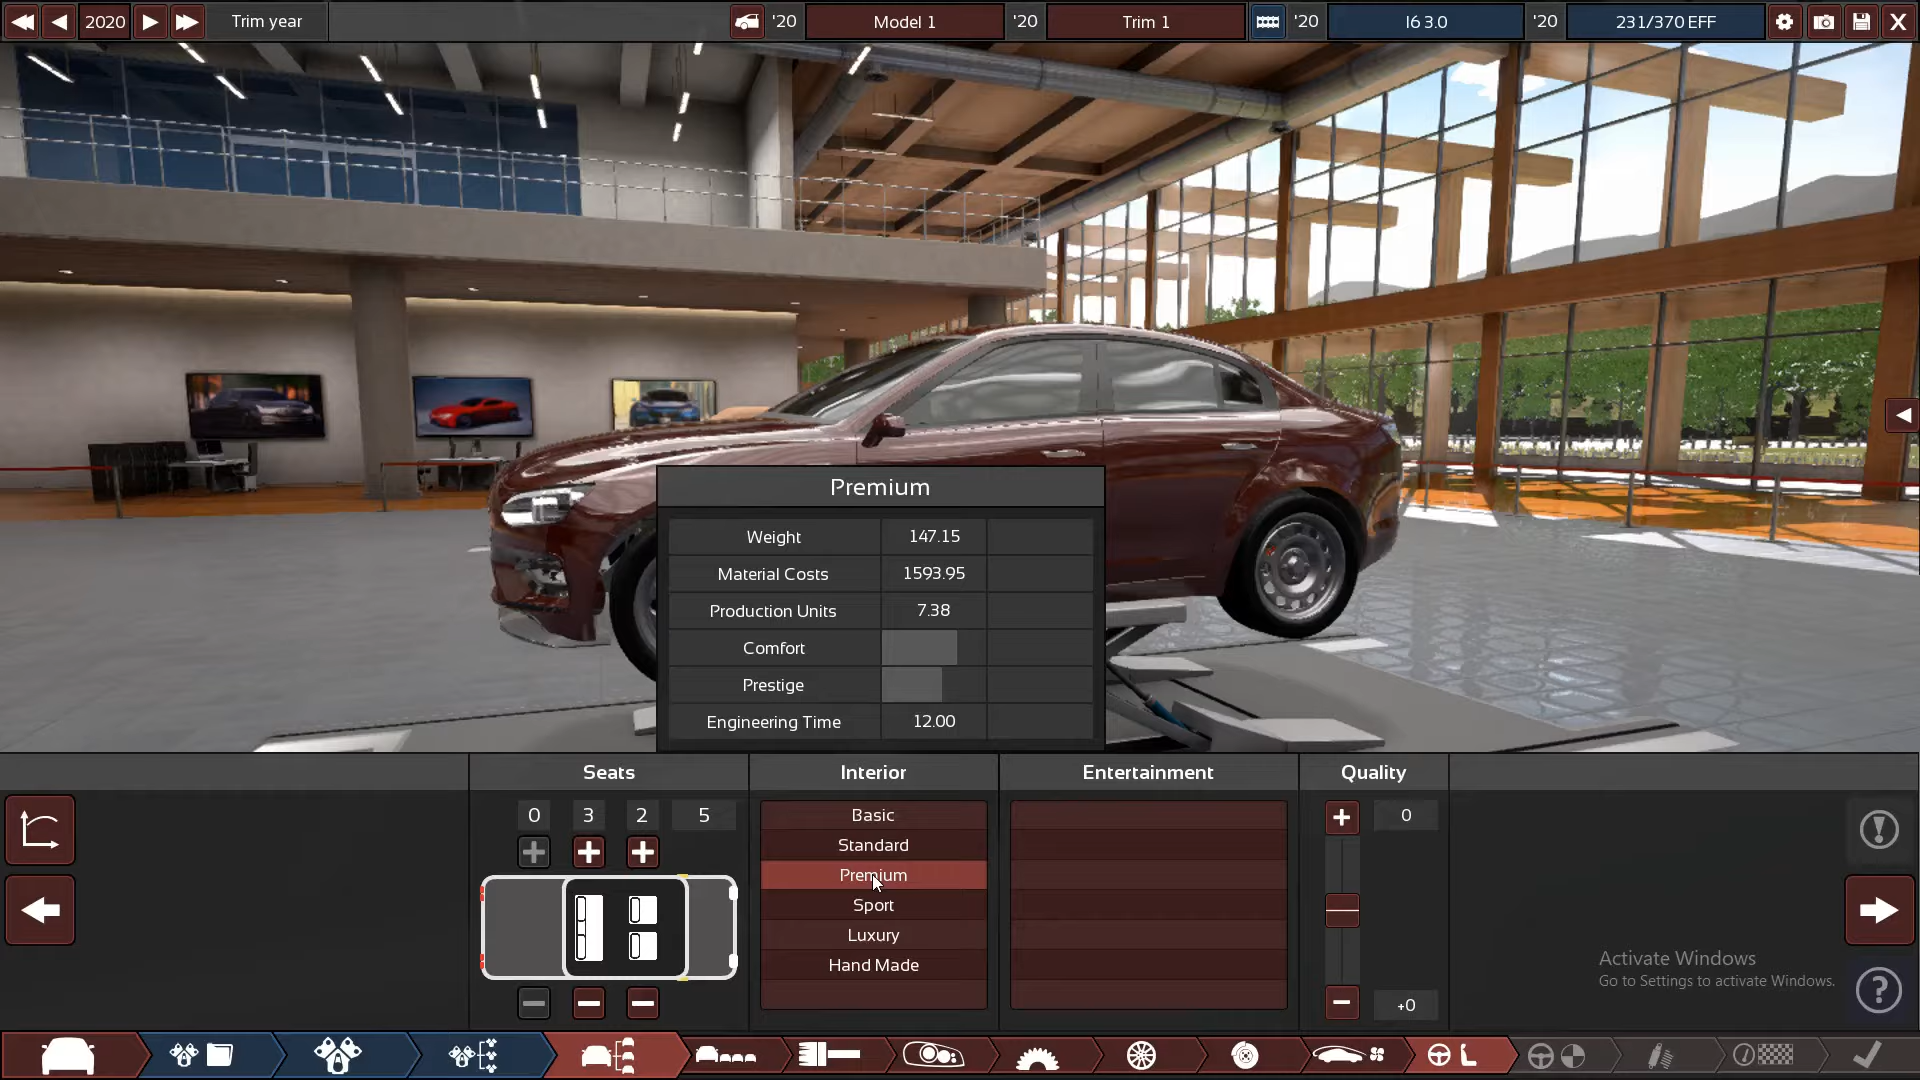 2020
Trim year
'20
Model 1
'20
Trim 1
'20
I6 3.0
'20
231/370 EFF
Premium
Weight 147.15
Material Costs 1593.95
Production Units 7.38
Comfort
Prestige
Engineering Time 12.00
Seats
Interior
Entertainment
Quality
0 3 2 5
Basic
Standard
Premium
Sport
Luxury
Hand Made
0
+0
Activate Windows
Go to Settings to activate Windows.